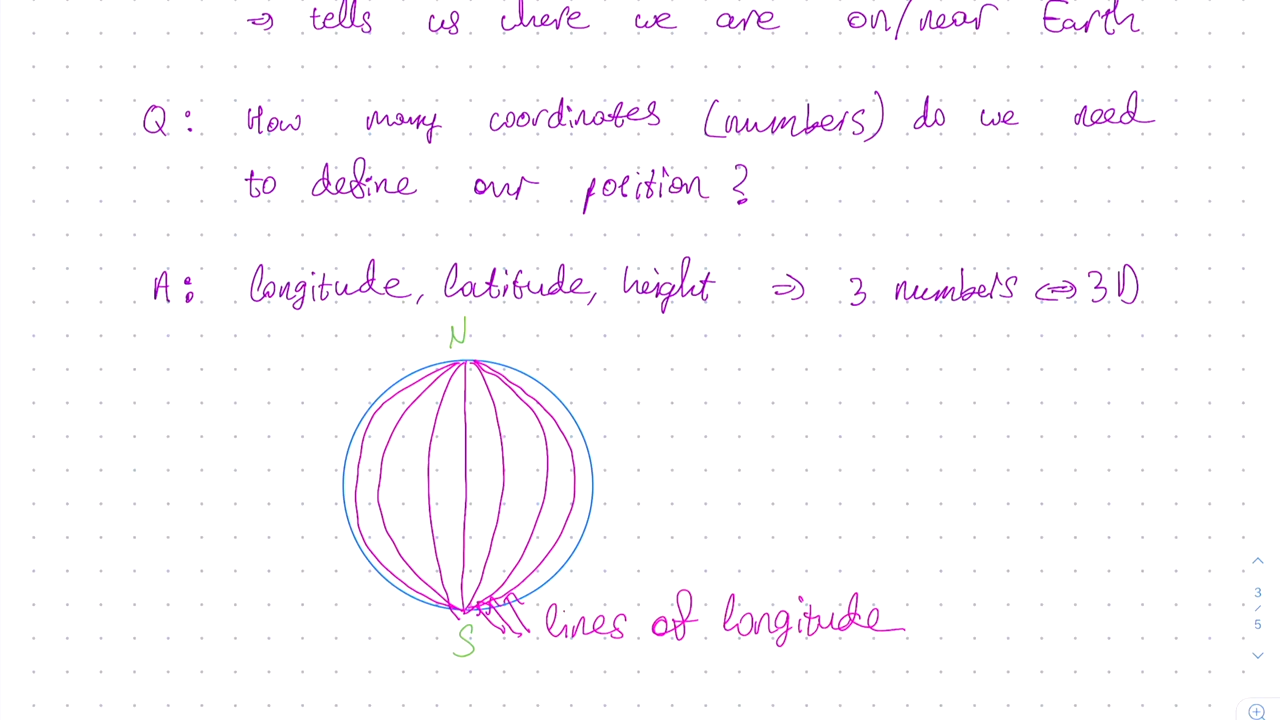 ⇒ tells us where we are on/near Earth
Q: How many coordinates (numbers) do we need
to define our position?
A: longitude, latitude, height ⇒ 3 numbers ⇔ 3D
N
lines of longitude
S
3
/
5